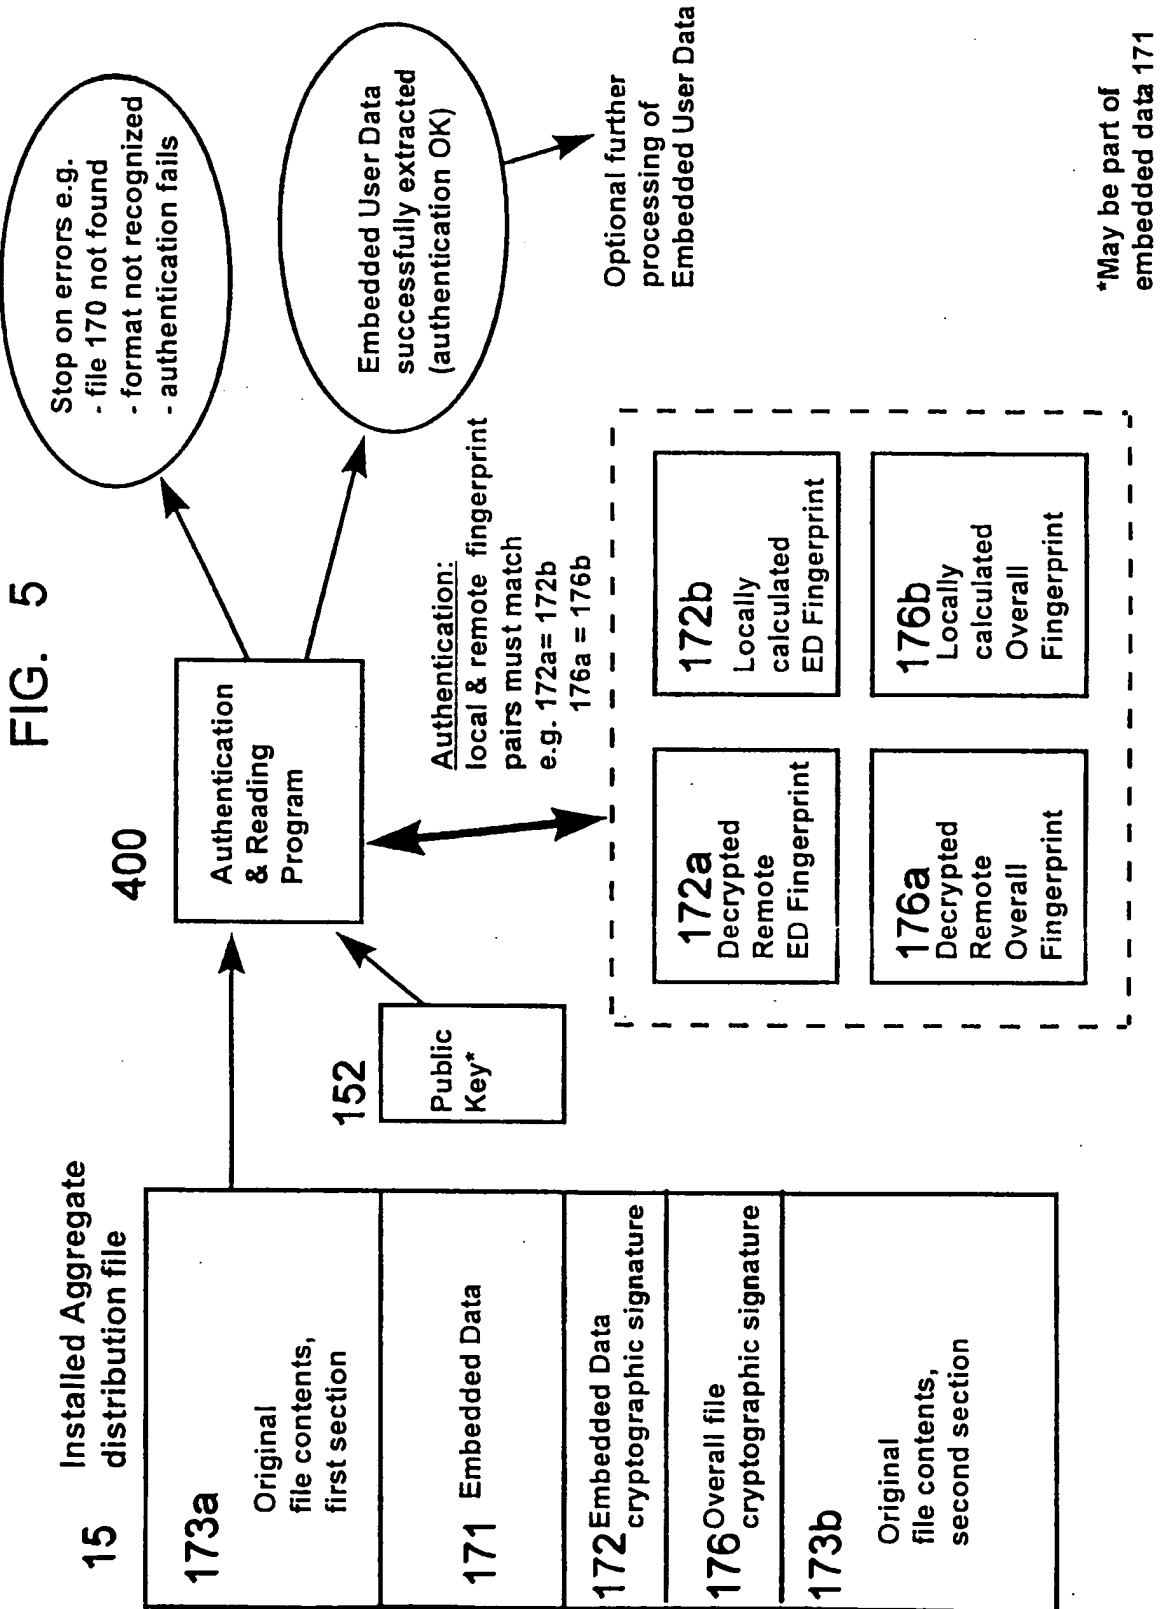 FIG. 5
15
Installed Aggregate
distribution file
173a
Original
file contents,
first section
171 Embedded Data
172 Embedded Data
cryptographic signature
176 Overall file
cryptographic signature
173b
Original
file contents,
second section
152
Public
Key*
400
Authentication
& Reading
Program
Stop on errors e.g.
- file 170 not found
- format not recognized
- authentication fails
Embedded User Data
successfully extracted
(authentication OK)
Optional further
processing of
Embedded User Data
Authentication:
local & remote fingerprint
pairs must match
e.g. 172a= 172b
176a = 176b
172a
Decrypted
Remote
ED Fingerprint
172b
Locally
calculated
ED Fingerprint
176a
Decrypted
Remote
Overall
Fingerprint
176b
Locally
calculated
Overall
Fingerprint
*May be part of
embedded data 171